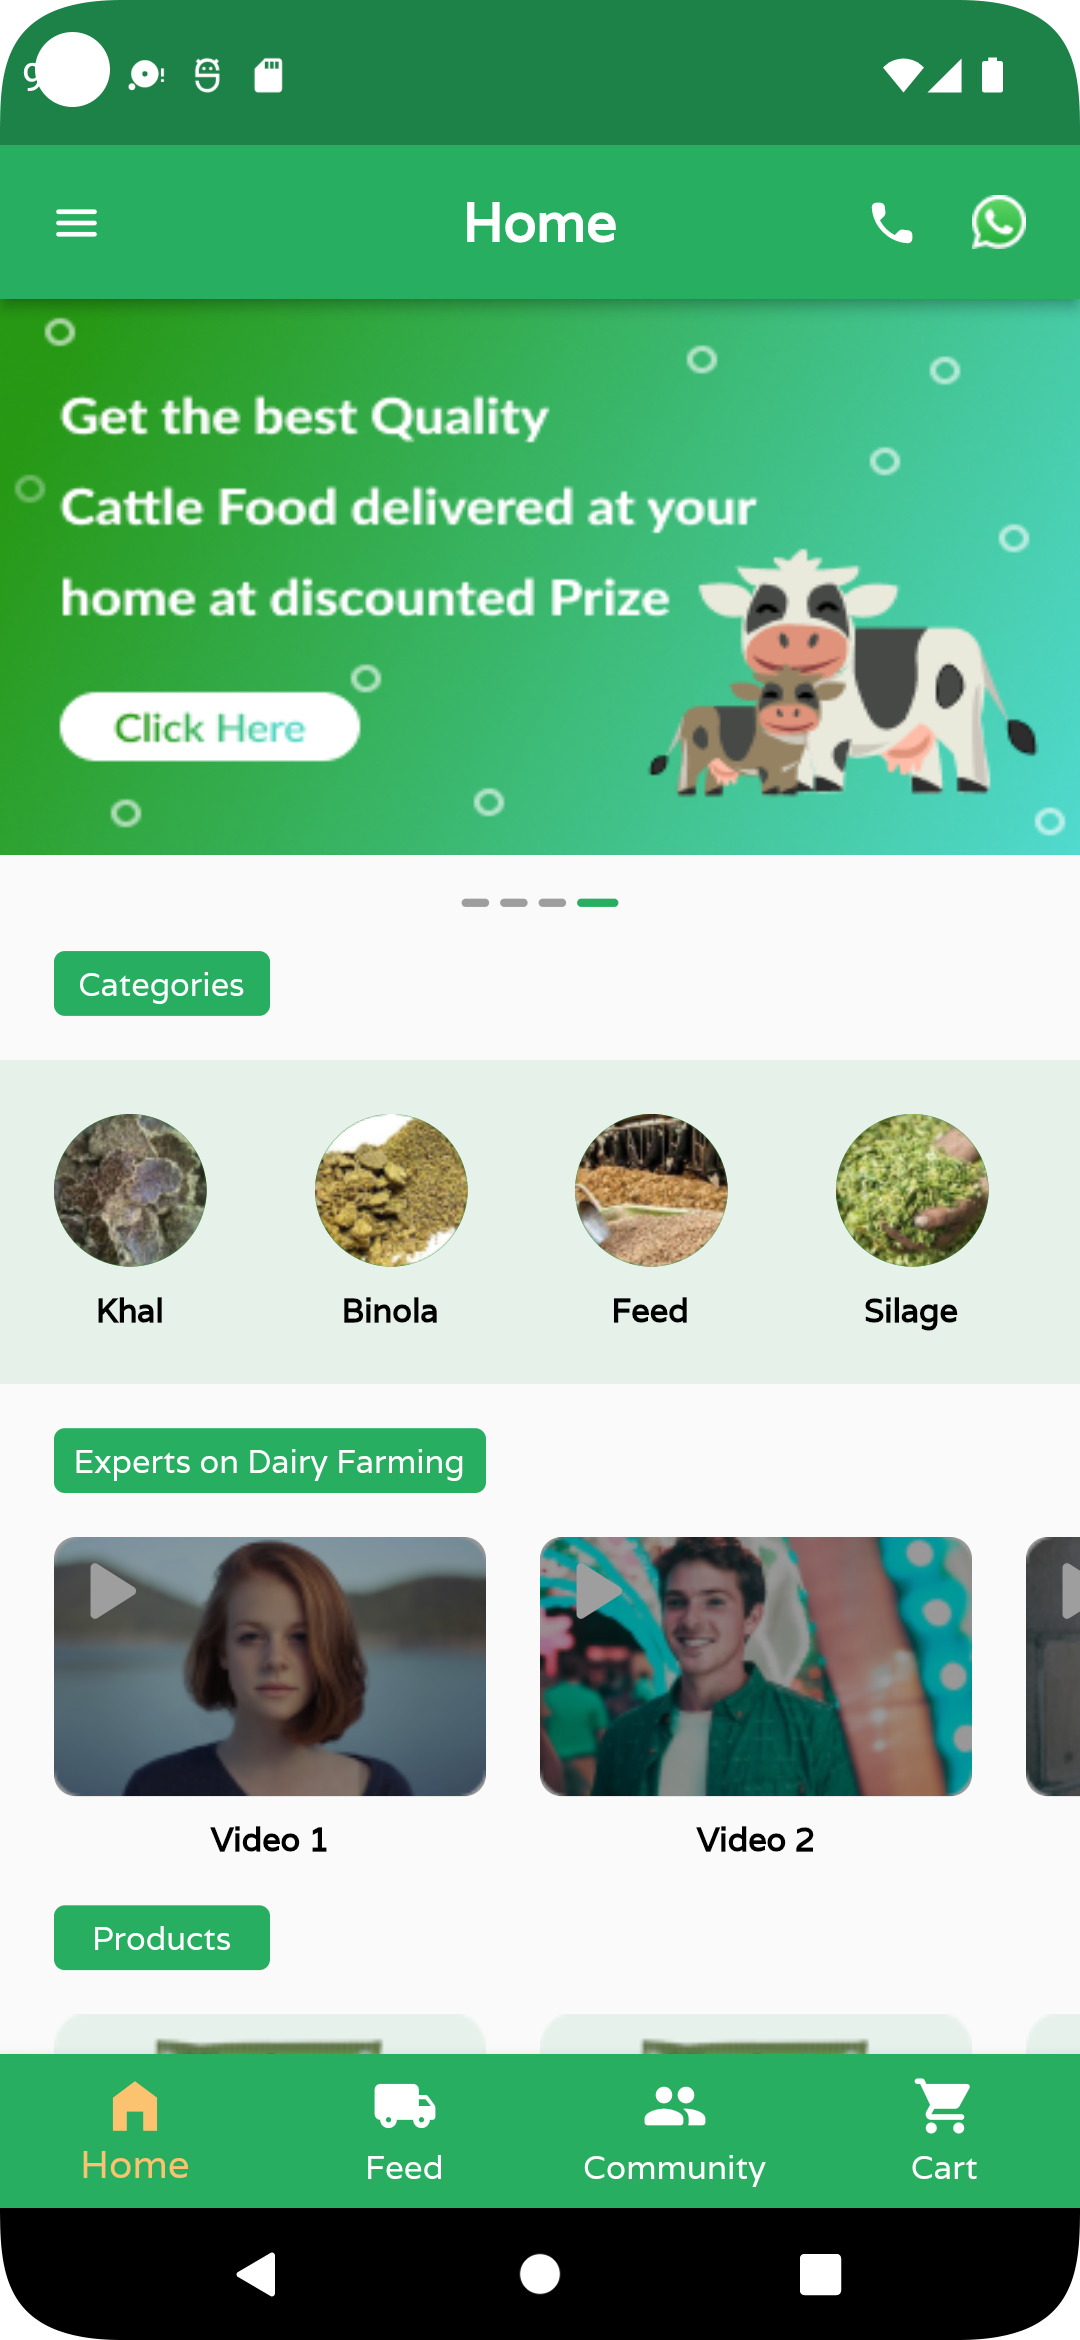 Home
Get the best Quality
Cattle Food delivered at your
home at discounted Prize
Click Here
Categories
Khal
Binola
Feed
Silage
Experts on Dairy Farming
Video 1
Video 2
Products
Home
Feed
Community
Cart